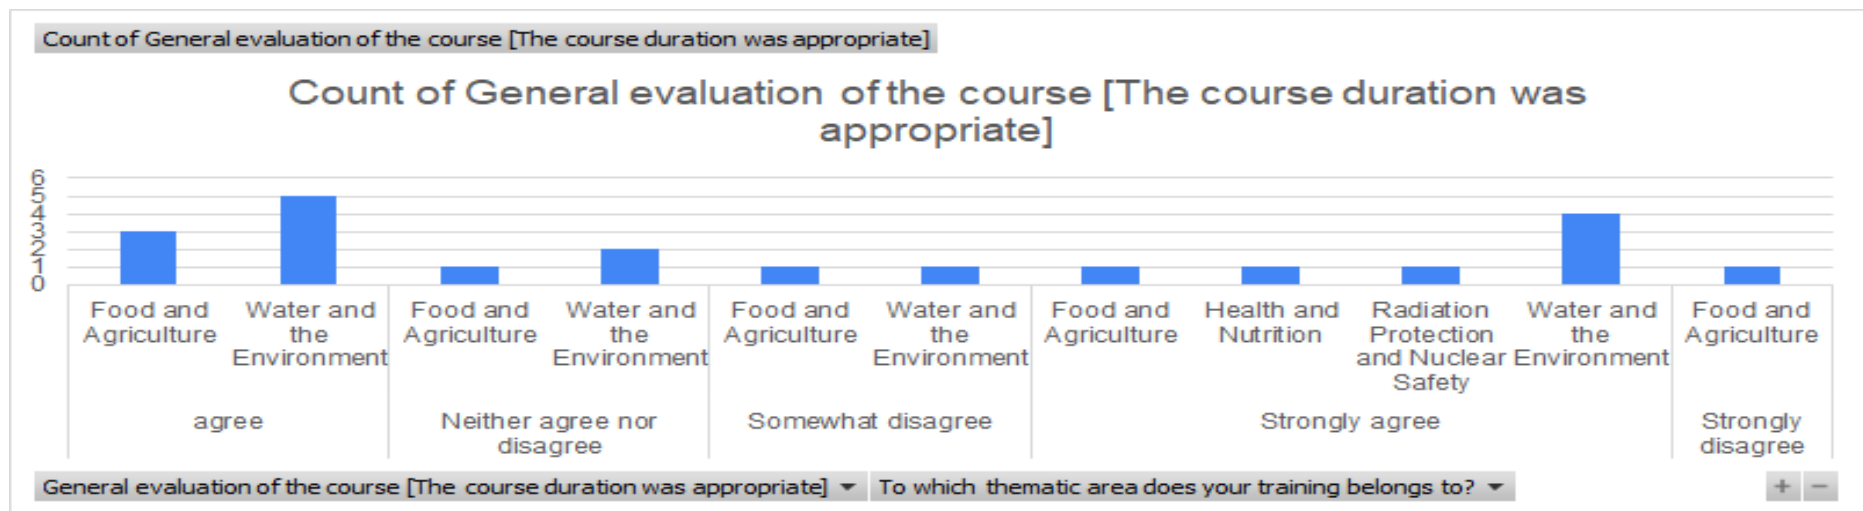 Count of General evaluation of the course [The course duration was appropriate]
Count of General evaluation of the course [The course duration was
appropriate]
6
5
4
3
2
1
0
Food and
Agriculture
Water and
the
Environment
Food and
Agriculture
Water and
the
Environment
Food and
Agriculture
Water and
the
Environment
Food and
Agriculture
Health and
Nutrition
Radiation
Protection
and Nuclear
Safety
Water and
the
Environment
Food and
Agriculture
agree
Neither agree nor
disagree
Somewhat disagree
Strongly agree
Strongly
disagree
General evaluation of the course [The course duration was appropriate]
To which thematic area does your training belongs to?
+ −